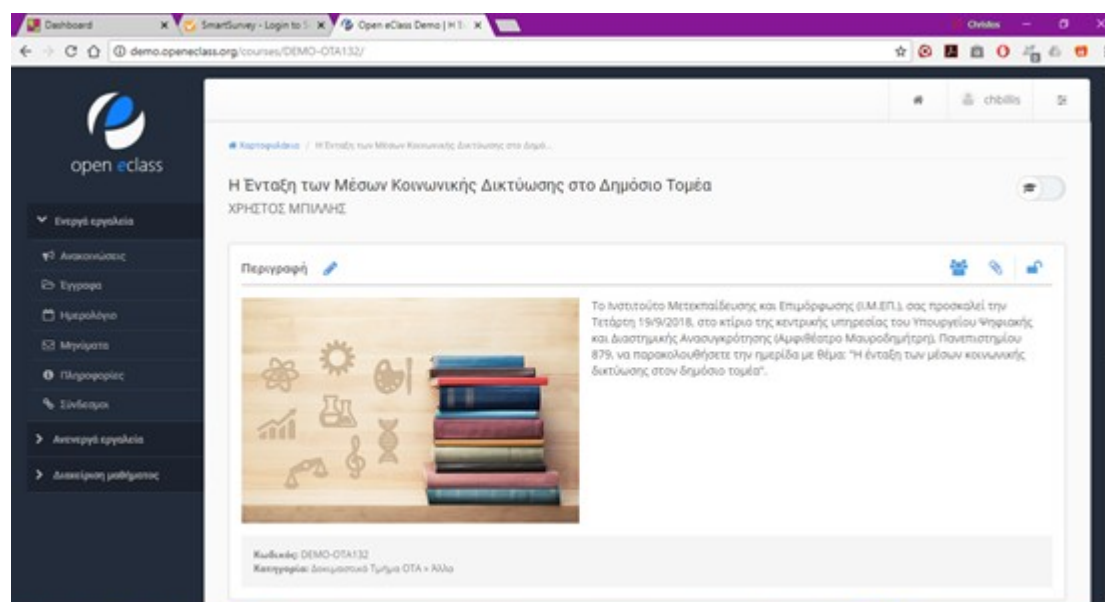 Dashboard
SmartSurvey - Login to S
Open eClass Demo | Η Έ
Christos
demo.openeclass.org/courses/DEMO-OTA132/
chbillis
open eclass
Χαρτοφυλάκιο / Η Ένταξη των Μέσων Κοινωνικής Δικτύωσης στο Δημό...
Η Ένταξη των Μέσων Κοινωνικής Δικτύωσης στο Δημόσιο Τομέα
ΧΡΗΣΤΟΣ ΜΠΙΛΛΗΣ
Ενεργά εργαλεία
Ανακοινώσεις
Έγγραφα
Ημερολόγιο
Μηνύματα
Πληροφορίες
Σύνδεσμοι
Ανενεργά εργαλεία
Διαχείριση μαθήματος
Περιγραφή
Το Ινστιτούτο Μετεκπαίδευσης και Επιμόρφωσης (Ι.Μ.ΕΠ.), σας προσκαλεί την
Τετάρτη 19/9/2018, στο κτίριο της κεντρικής υπηρεσίας του Υπουργείου Ψηφιακής
και Διαστημικής Ανασυγκρότησης (Αμφιθέατρο Μαυροδημήτρη), Πανεπιστημίου
879, να παρακολουθήσετε την ημερίδα με θέμα: "Η ένταξη των μέσων κοινωνικής
δικτύωσης στον δημόσιο τομέα".
Κωδικός: DEMO-OTA132
Κατηγορία: Δοκιμαστικό Τμήμα ΟΤΑ » Άλλο